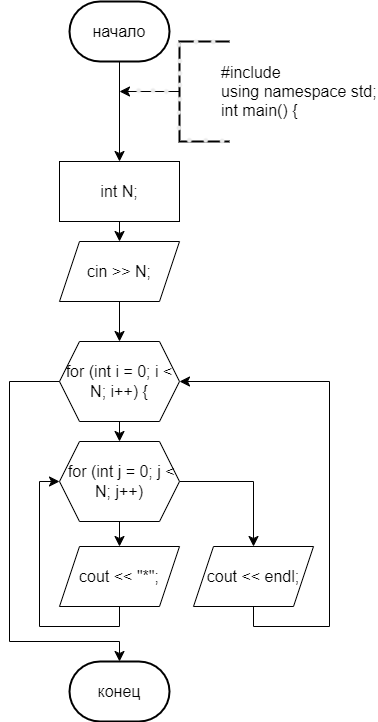 начало
#include
using namespace std;
int main() {
int N;
cin >> N;
for (int i = 0; i <
N; i++) {
for (int j = 0; j <
N; j++)
cout << "*";
cout << endl;
конец